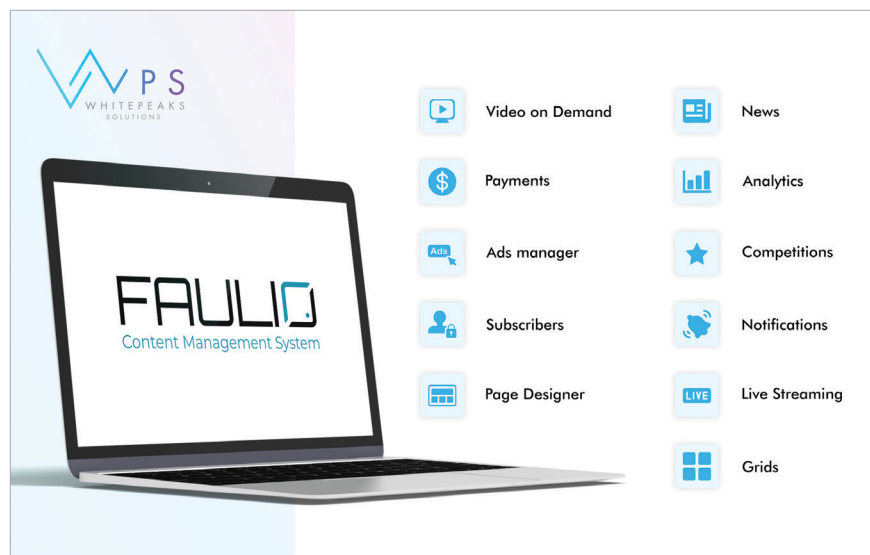 WPS
WHITEPEAKS
SOLUTIONS
FAULIO
Content Management System
Video on Demand
Payments
Ads
Ads manager
Subscribers
Page Designer
News
Analytics
Competitions
Notifications
LIVE
Live Streaming
Grids